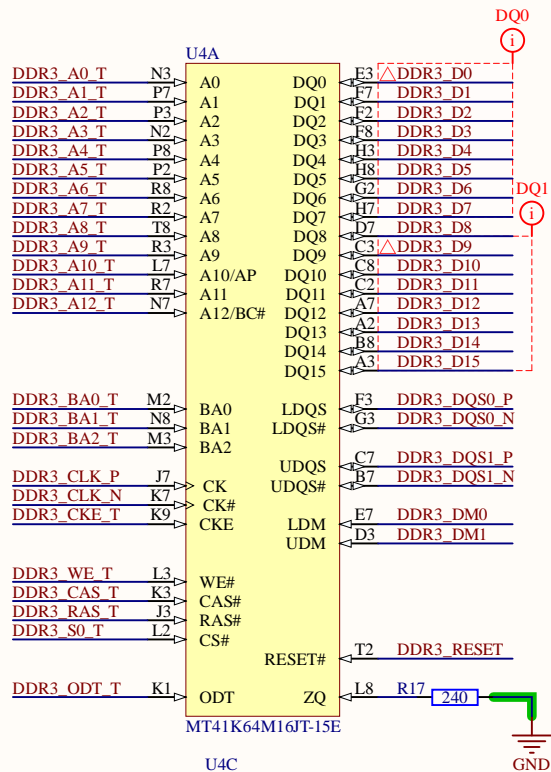 DQ0
i
U4A
DDR3_A0_T N3 A0 DQ0 E3 DDR3_D0
DDR3_A1_T P7 A1 DQ1 F7 DDR3_D1
DDR3_A2_T P3 A2 DQ2 F2 DDR3_D2
DDR3_A3_T N2 A3 DQ3 F8 DDR3_D3
DDR3_A4_T P8 A4 DQ4 H3 DDR3_D4
DDR3_A5_T P2 A5 DQ5 H8 DDR3_D5
DDR3_A6_T R8 A6 DQ6 G2 DDR3_D6
DQ1
i
DDR3_A7_T R2 A7 DQ7 H7 DDR3_D7
DDR3_A8_T T8 A8 DQ8 D7 DDR3_D8
DDR3_A9_T R3 A9 DQ9 C3 DDR3_D9
DDR3_A10_T L7 A10/AP DQ10 C8 DDR3_D10
DDR3_A11_T R7 A11 DQ11 C2 DDR3_D11
DDR3_A12_T N7 A12/BC# DQ12 A7 DDR3_D12
DQ13 A2 DDR3_D13
DQ14 B8 DDR3_D14
DQ15 A3 DDR3_D15
DDR3_BA0_T M2 BA0 LDQS F3 DDR3_DQS0_P
DDR3_BA1_T N8 BA1 LDQS# G3 DDR3_DQS0_N
DDR3_BA2_T M3 BA2
UDQS C7 DDR3_DQS1_P
DDR3_CLK_P J7 CK UDQS# B7 DDR3_DQS1_N
DDR3_CLK_N K7 CK#
DDR3_CKE_T K9 CKE LDM E7 DDR3_DM0
UDM D3 DDR3_DM1
DDR3_WE_T L3 WE#
DDR3_CAS_T K3 CAS#
DDR3_RAS_T J3 RAS#
DDR3_S0_T L2 CS#
RESET# T2 DDR3_RESET
DDR3_ODT_T K1 ODT ZQ L8 R17 240
MT41K64M16JT-15E
U4C
GND